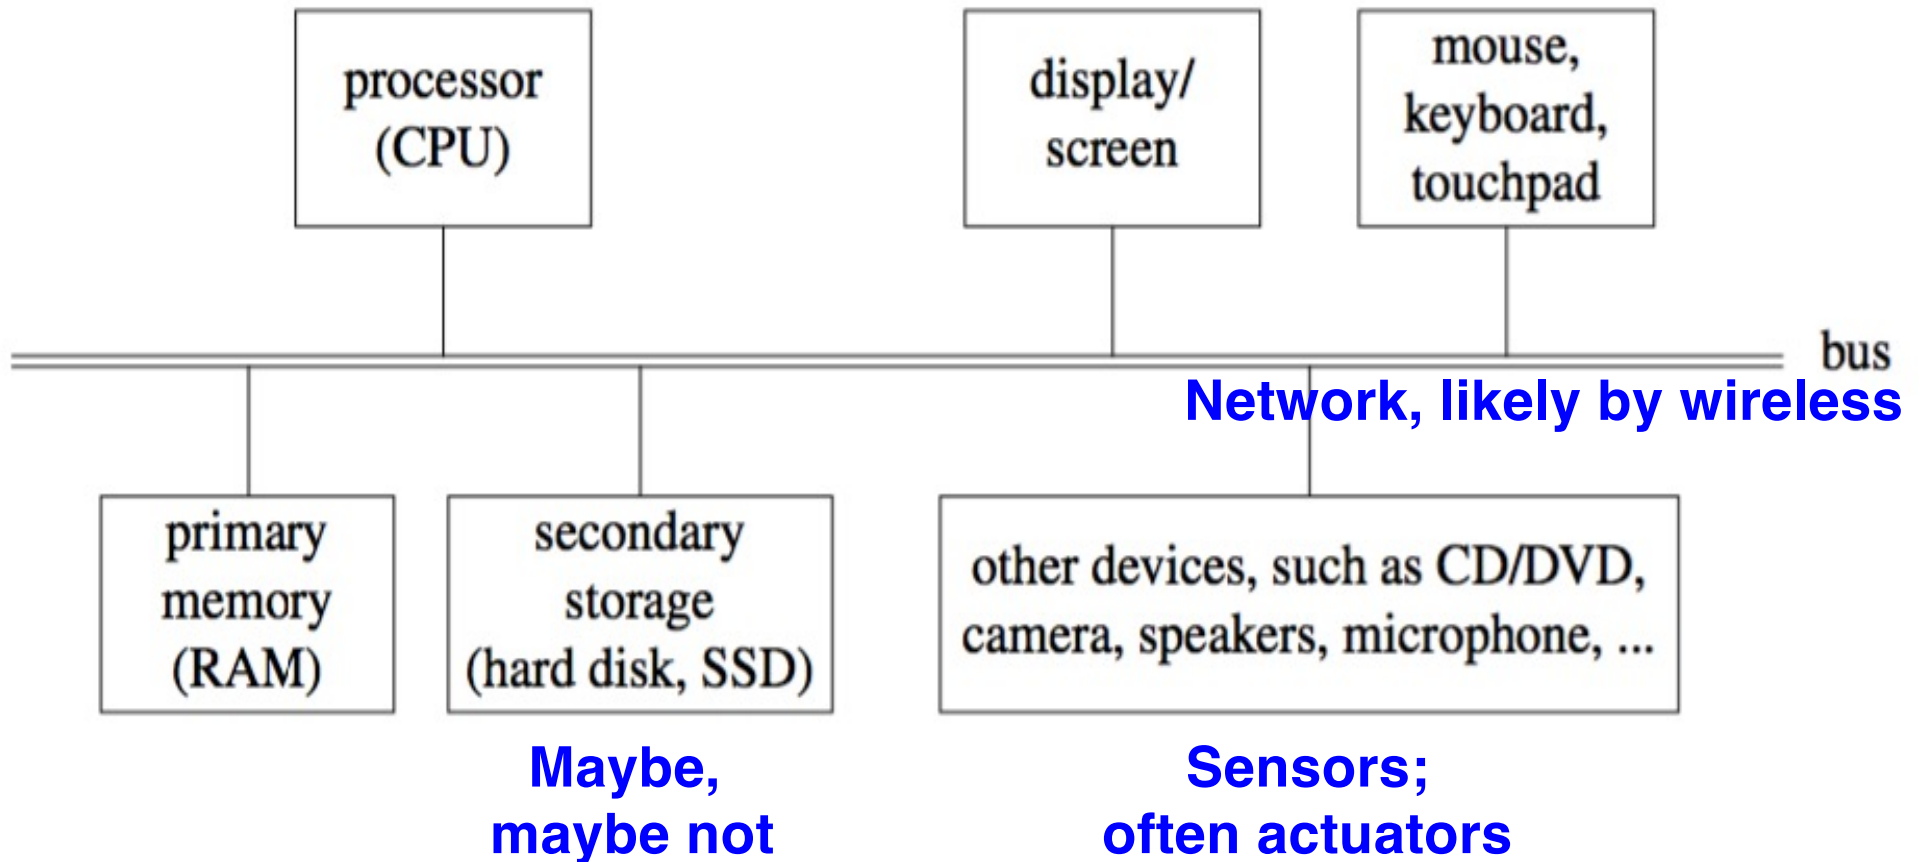 processor
(CPU)
display/
screen
mouse,
keyboard,
touchpad
bus
Network, likely by wireless
primary
memory
(RAM)
secondary
storage
(hard disk, SSD)
other devices, such as CD/DVD,
camera, speakers, microphone, ...
Maybe,
maybe not
Sensors;
often actuators